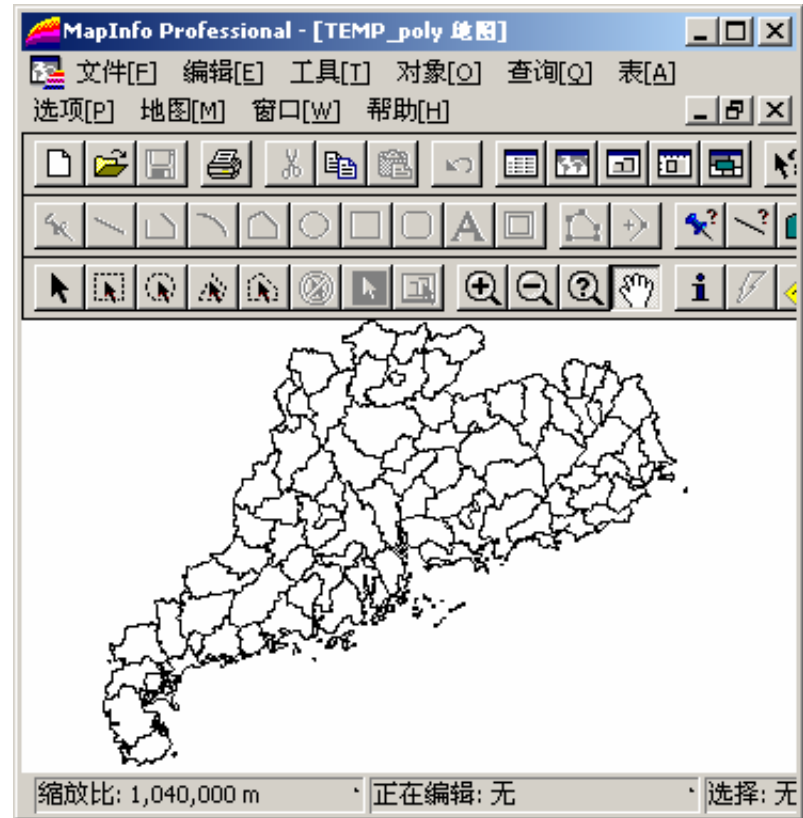 MapInfo Professional - [TEMP_poly 地图]
文件[F] 编辑[E] 工具[T] 对象[O] 查询[Q] 表[A]
选项[P] 地图[M] 窗口[W] 帮助[H]
缩放比: 1,040,000 m 正在编辑: 无 选择: 无